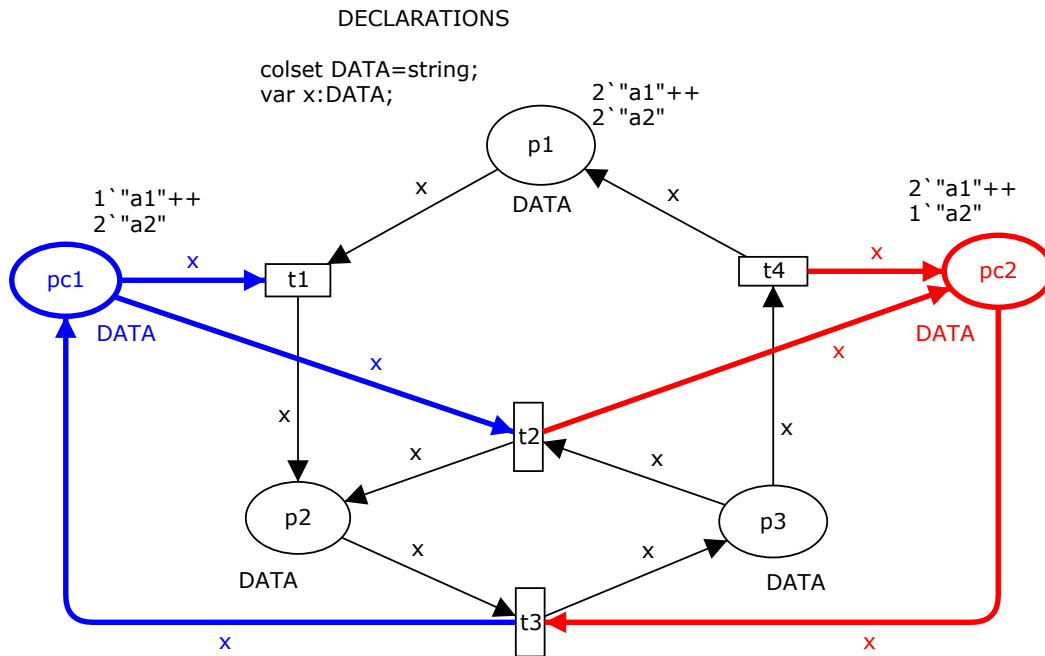 DECLARATIONS
colset DATA=string;
var x:DATA;
2`"a1"++
2`"a2"
p1
DATA
x
x
1`"a1"++
2`"a2"
pc1
DATA
x
t1
t4
x
2`"a1"++
1`"a2"
pc2
DATA
x
x
x
t2
x
x
x
p2
DATA
p3
DATA
x
x
t3
x
x